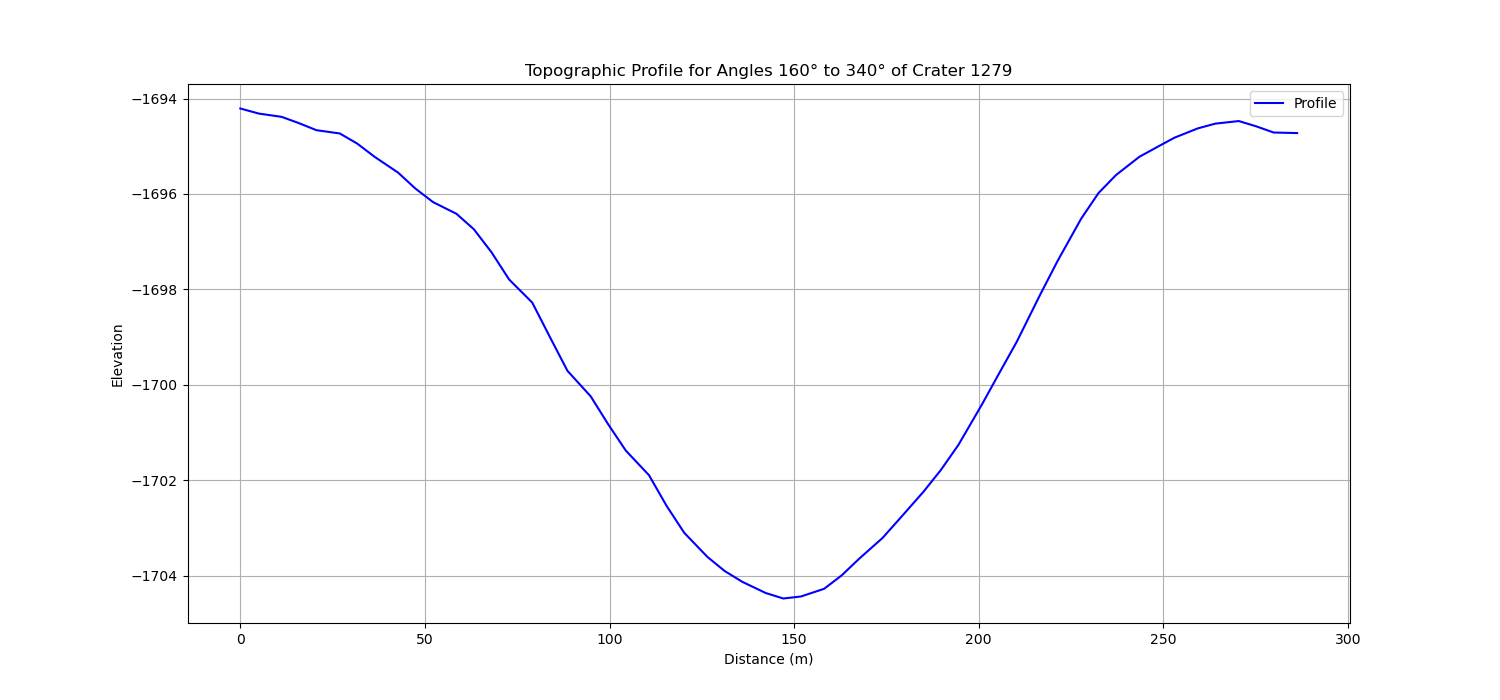 Topographic Profile for Angles 160° to 340° of Crater 1279
Profile
−1694
−1696
−1698
−1700
−1702
−1704
Elevation
0 50 100 150 200 250 300
Distance (m)